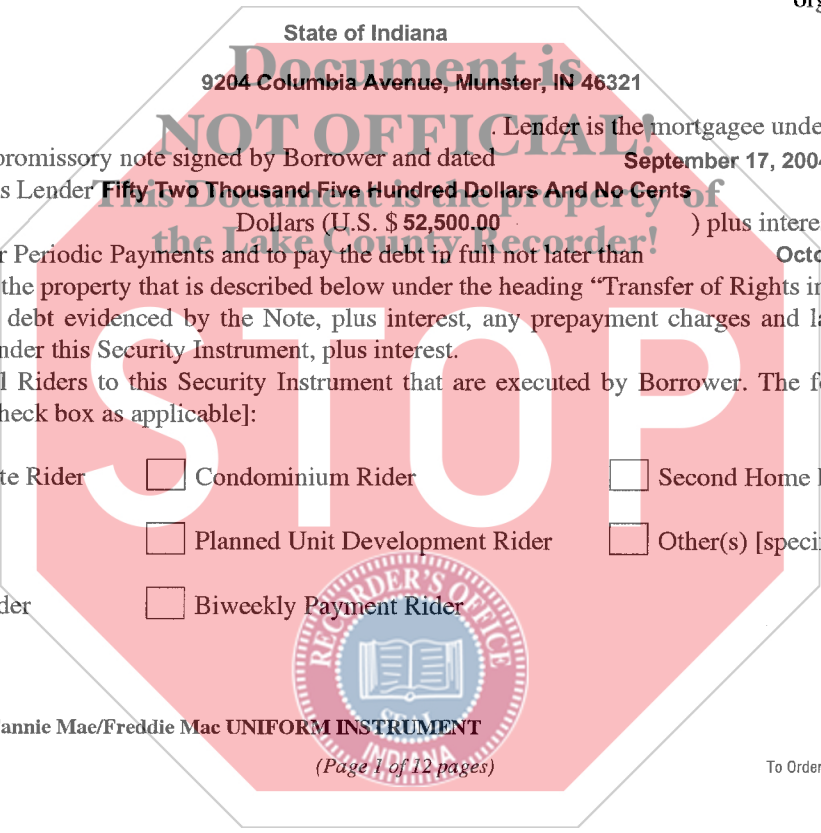 State of Indiana
Document is
9204 Columbia Avenue, Munster, IN 46321
NOT OFFICIAL!
. Lender is the mortgagee unde
promissory note signed by Borrower and dated September 17, 2004
s Lender Fifty Two Thousand Five Hundred Dollars And No Cents
This Document is the property of
Dollars (U.S. $ 52,500.00 ) plus intere
the Lake County Recorder!
r Periodic Payments and to pay the debt in full not later than Octo
the property that is described below under the heading “Transfer of Rights in
debt evidenced by the Note, plus interest, any prepayment charges and la
nder this Security Instrument, plus interest.
l Riders to this Security Instrument that are executed by Borrower. The fo
heck box as applicable]:
STOP
te Rider Condominium Rider Second Home
Planned Unit Development Rider Other(s) [speci
der Biweekly Payment Rider
RECORDER'S OFFICE
SEAL
INDIANA
annie Mae/Freddie Mac UNIFORM INSTRUMENT
(Page 1 of 12 pages)
To Order